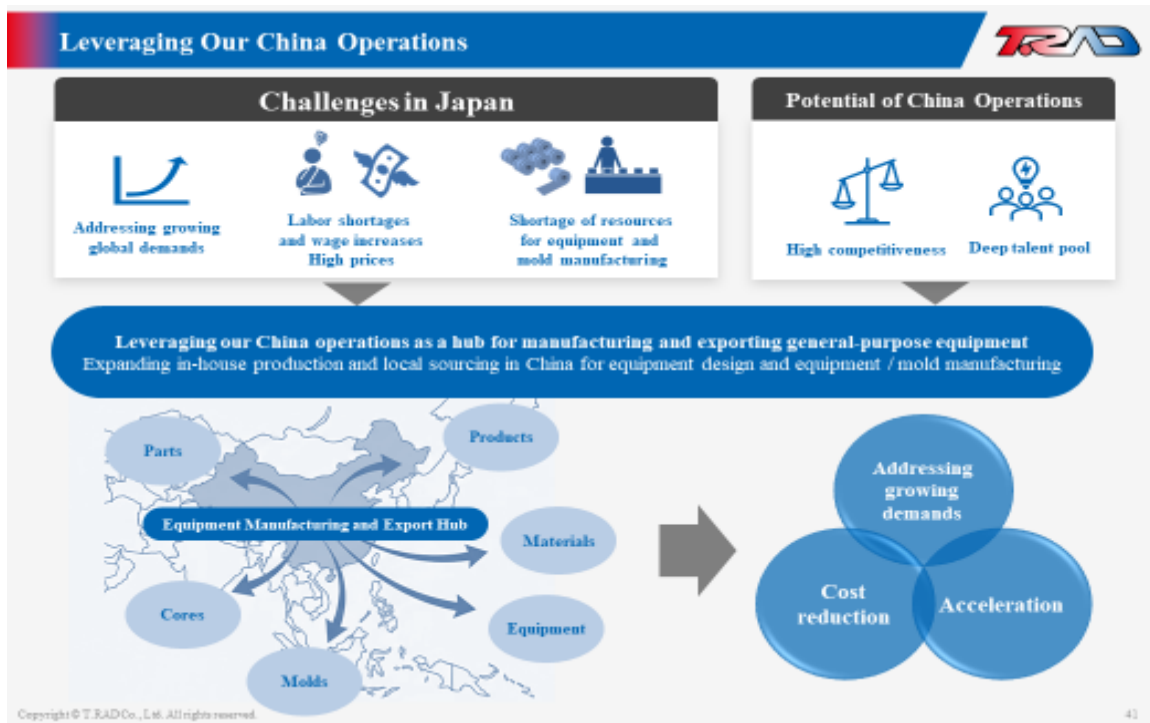 Leveraging Our China Operations
T.RAD
Challenges in Japan
Addressing growing
global demands
Labor shortages
and wage increases
High prices
Shortage of resources
for equipment and
mold manufacturing
Potential of China Operations
High competitiveness
Deep talent pool
Leveraging our China operations as a hub for manufacturing and exporting general-purpose equipment
Expanding in-house production and local sourcing in China for equipment design and equipment / mold manufacturing
Parts
Products
Equipment Manufacturing and Export Hub
Materials
Cores
Equipment
Molds
Addressing
growing
demands
Cost
reduction
Acceleration
Copyright © T.RAD Co., Ltd. All rights reserved.
41